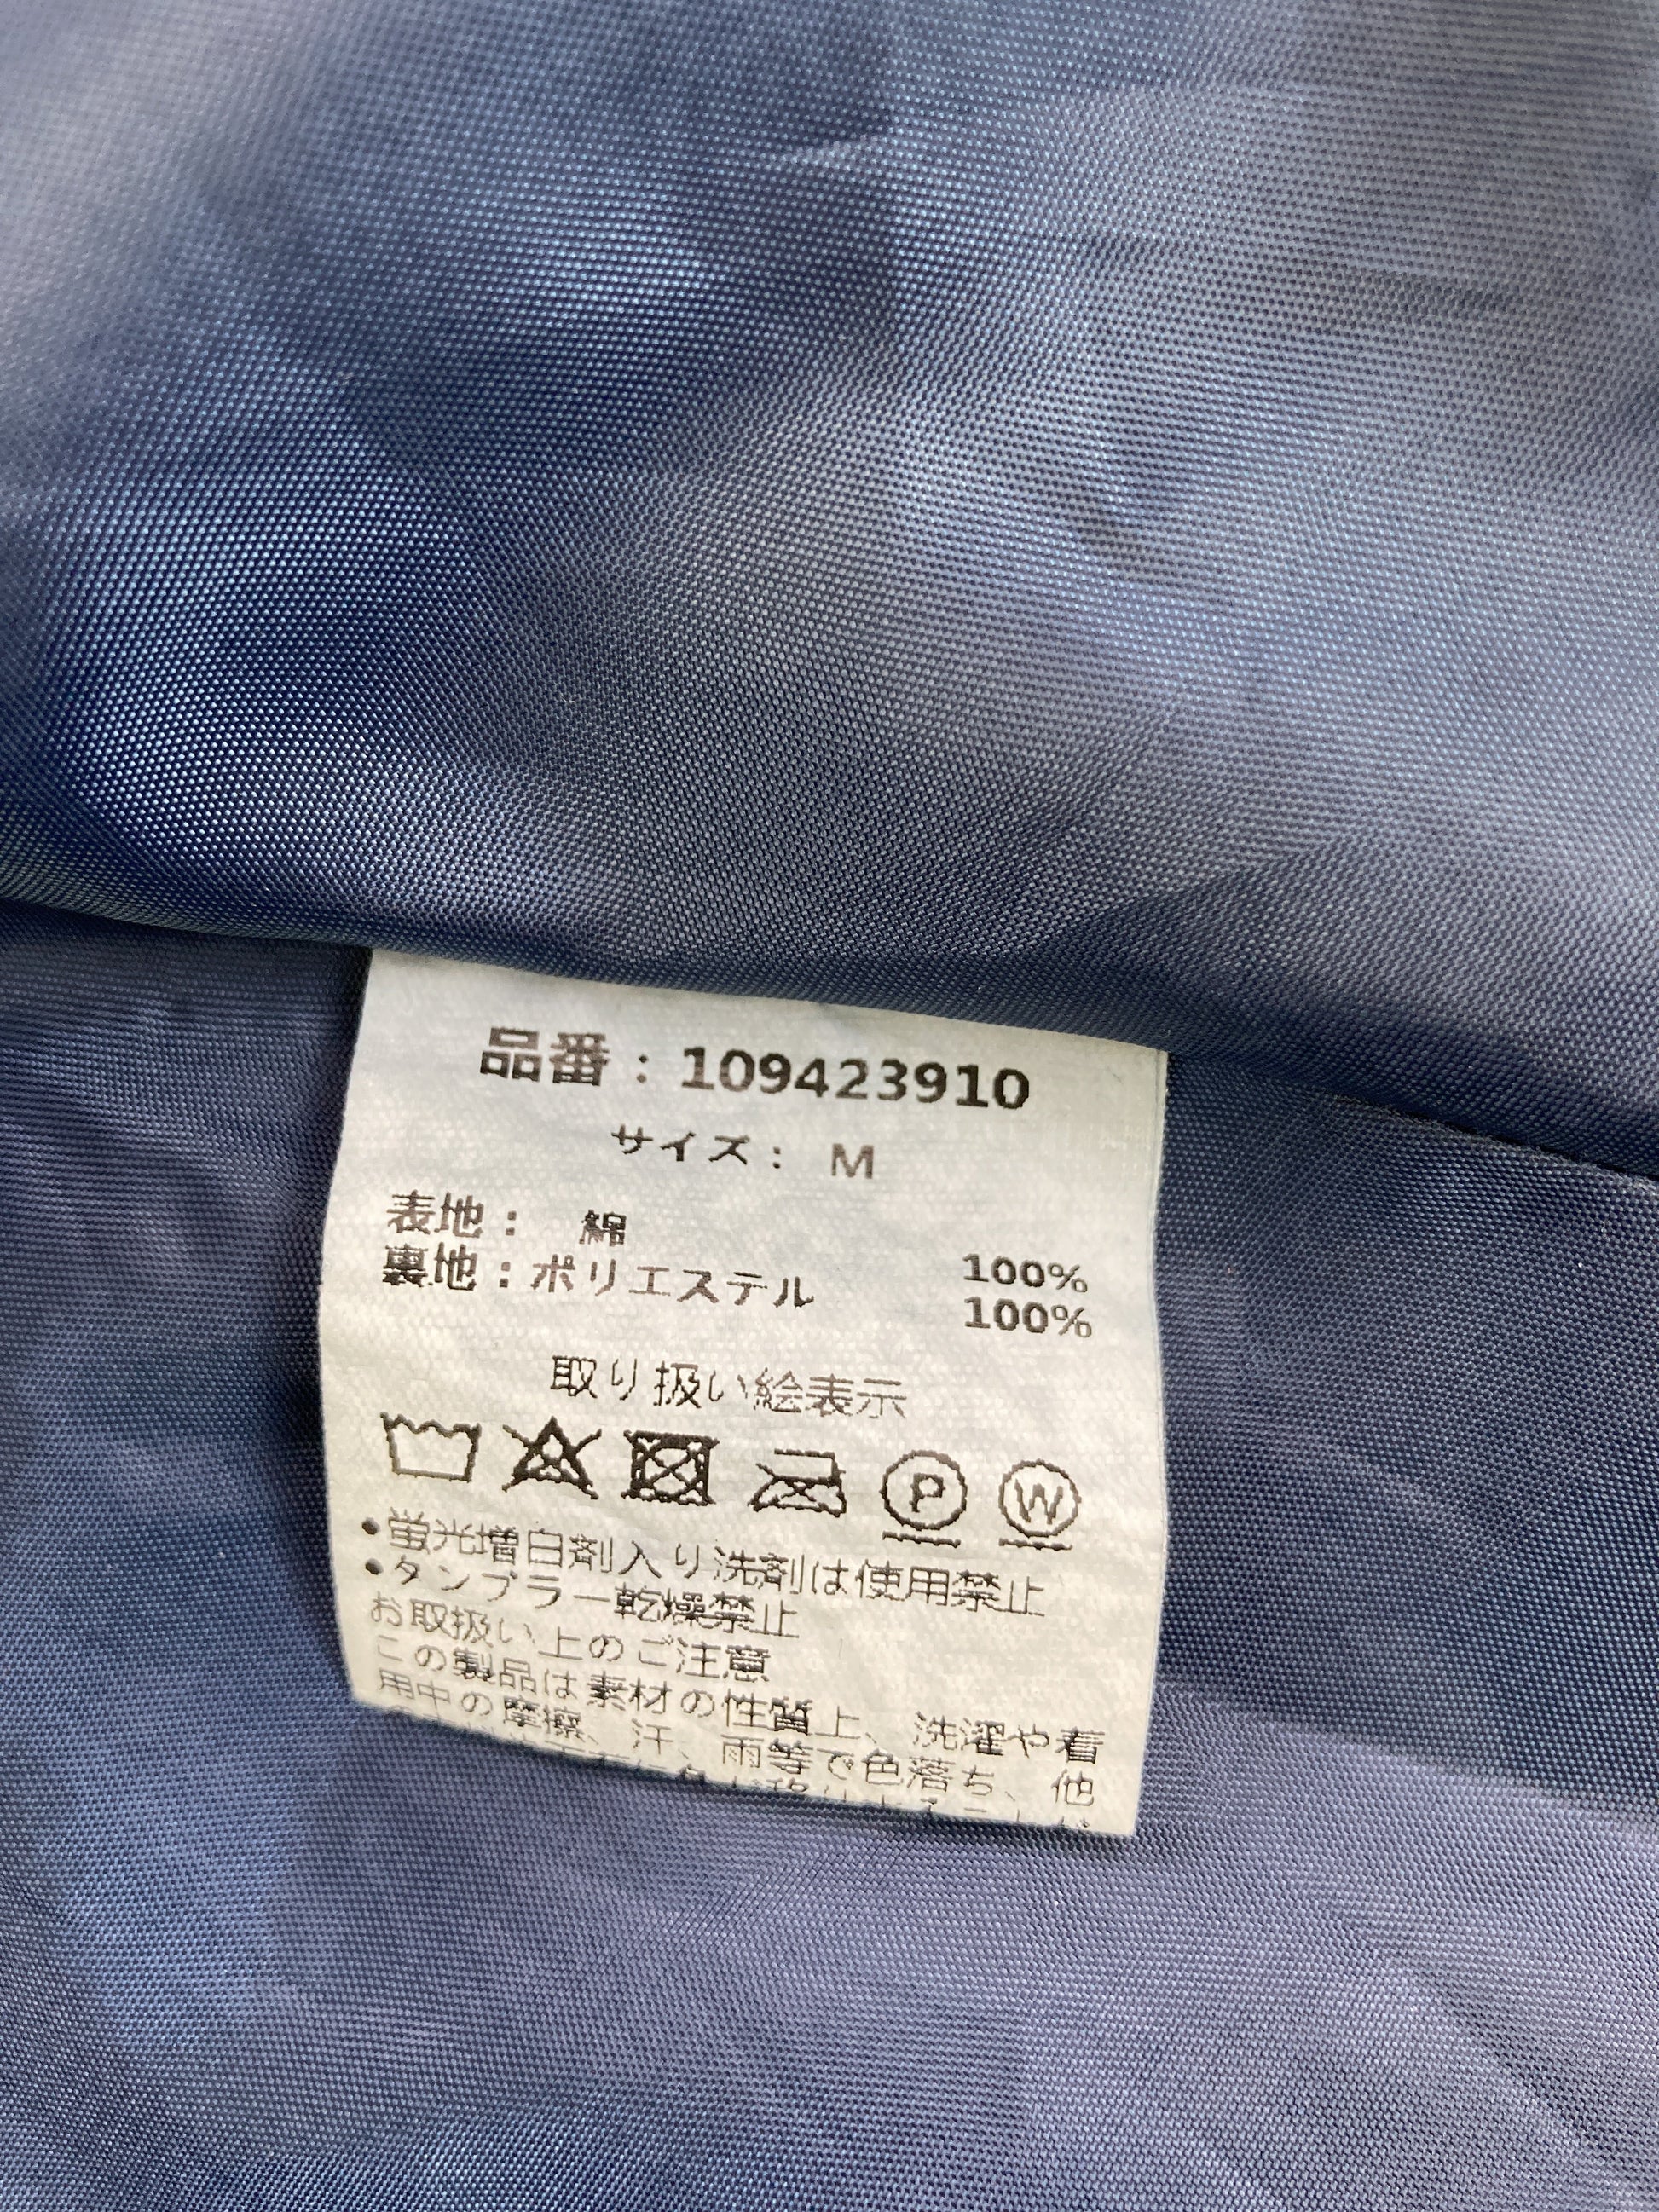 品番：109423910
サイズ： M
表地： 綿 100%
裏地：ポリエステル 100%
取り扱い絵表示
P W
・蛍光増白剤入り洗剤は使用禁止
・タンブラー乾燥禁止
お取扱い上のご注意
この製品は素材の性質上、洗濯や着
用中の摩擦、汗、雨等で色落ち、他